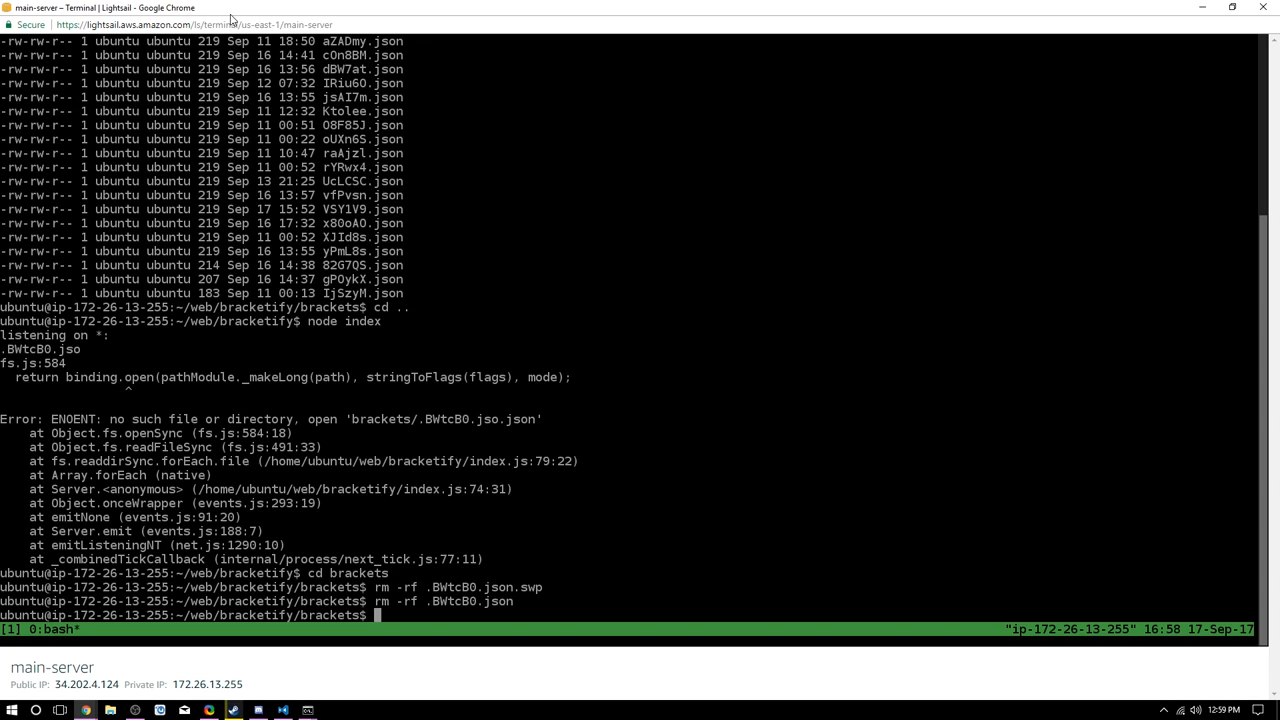 main-server – Terminal | Lightsail - Google Chrome
Secure https://lightsail.aws.amazon.com/ls/terminal/us-east-1/main-server
-rw-rw-r-- 1 ubuntu ubuntu 219 Sep 11 18:50 aZADmy.json
-rw-rw-r-- 1 ubuntu ubuntu 219 Sep 16 14:41 cOn8BM.json
-rw-rw-r-- 1 ubuntu ubuntu 219 Sep 16 13:56 dBW7at.json
-rw-rw-r-- 1 ubuntu ubuntu 219 Sep 12 07:32 IRiu6O.json
-rw-rw-r-- 1 ubuntu ubuntu 219 Sep 16 13:55 jsAI7m.json
-rw-rw-r-- 1 ubuntu ubuntu 219 Sep 11 12:32 Ktolee.json
-rw-rw-r-- 1 ubuntu ubuntu 219 Sep 11 00:51 O8F85J.json
-rw-rw-r-- 1 ubuntu ubuntu 219 Sep 11 00:22 oUXn6S.json
-rw-rw-r-- 1 ubuntu ubuntu 219 Sep 11 10:47 raAjzl.json
-rw-rw-r-- 1 ubuntu ubuntu 219 Sep 11 00:52 rYRwx4.json
-rw-rw-r-- 1 ubuntu ubuntu 219 Sep 13 21:25 UcLCSC.json
-rw-rw-r-- 1 ubuntu ubuntu 219 Sep 16 13:57 vfPvsn.json
-rw-rw-r-- 1 ubuntu ubuntu 219 Sep 17 15:52 VSY1V9.json
-rw-rw-r-- 1 ubuntu ubuntu 219 Sep 16 17:32 x80oAO.json
-rw-rw-r-- 1 ubuntu ubuntu 219 Sep 11 00:52 XJId8s.json
-rw-rw-r-- 1 ubuntu ubuntu 219 Sep 16 13:55 yPmL8s.json
-rw-rw-r-- 1 ubuntu ubuntu 214 Sep 16 14:38 82G7QS.json
-rw-rw-r-- 1 ubuntu ubuntu 207 Sep 16 14:37 gPOykX.json
-rw-rw-r-- 1 ubuntu ubuntu 183 Sep 11 00:13 IjSzyM.json
ubuntu@ip-172-26-13-255:~/web/bracketify/brackets$ cd ..
ubuntu@ip-172-26-13-255:~/web/bracketify$ node index
listening on *:
.BWtcB0.jso
fs.js:584
return binding.open(pathModule._makeLong(path), stringToFlags(flags), mode);
^
Error: ENOENT: no such file or directory, open 'brackets/.BWtcB0.jso.json'
at Object.fs.openSync (fs.js:584:18)
at Object.fs.readFileSync (fs.js:491:33)
at fs.readdirSync.forEach.file (/home/ubuntu/web/bracketify/index.js:79:22)
at Array.forEach (native)
at Server.<anonymous> (/home/ubuntu/web/bracketify/index.js:74:31)
at Object.onceWrapper (events.js:293:19)
at emitNone (events.js:91:20)
at Server.emit (events.js:188:7)
at emitListeningNT (net.js:1290:10)
at _combinedTickCallback (internal/process/next_tick.js:77:11)
ubuntu@ip-172-26-13-255:~/web/bracketify$ cd brackets
ubuntu@ip-172-26-13-255:~/web/bracketify/brackets$ rm -rf .BWtcB0.json.swp
ubuntu@ip-172-26-13-255:~/web/bracketify/brackets$ rm -rf .BWtcB0.json
ubuntu@ip-172-26-13-255:~/web/bracketify/brackets$
[1] 0:bash* "ip-172-26-13-255" 16:58 17-Sep-17
main-server
Public IP: 34.202.4.124 Private IP: 172.26.13.255
12:59 PM